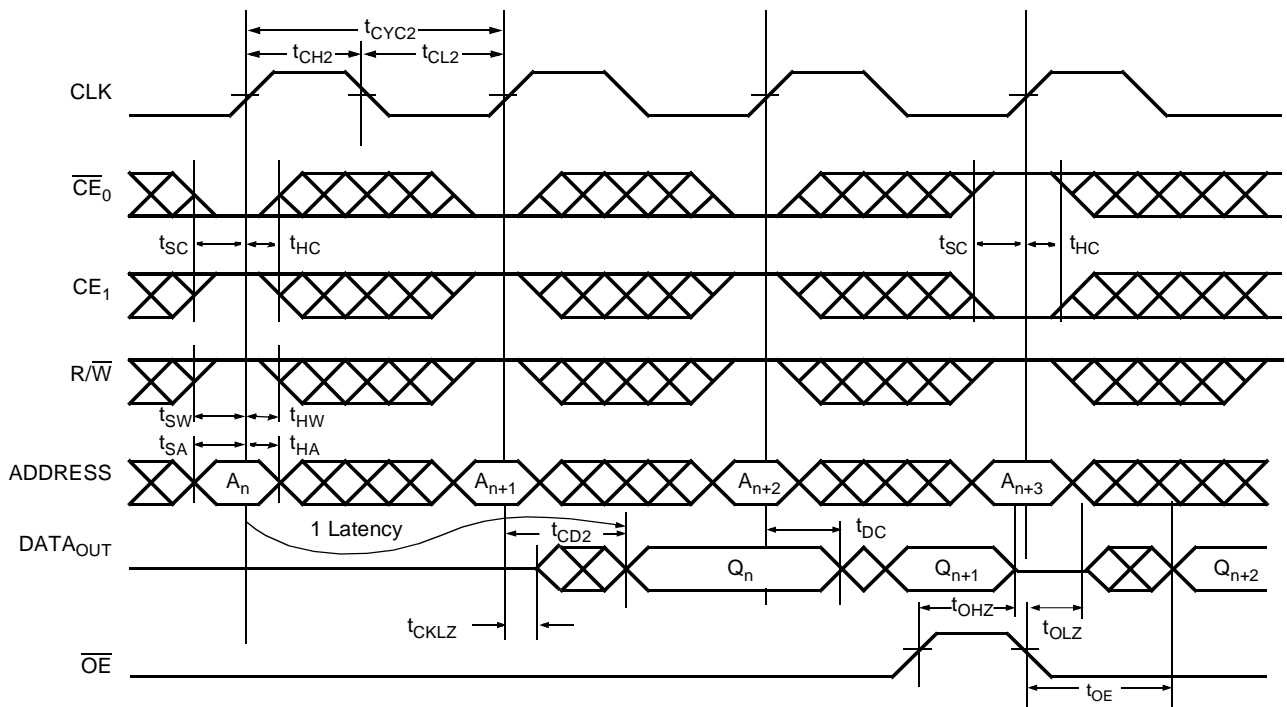 tCYC2
tCH2 tCL2
CLK
CE0
tSC tHC tSC tHC
CE1
R/W
tSW tHW
tSA tHA
ADDRESS An An+1 An+2 An+3
1 Latency tCD2 tDC
DATAOUT Qn Qn+1 Qn+2
tOHZ
tCKLZ tOLZ
OE
tOE